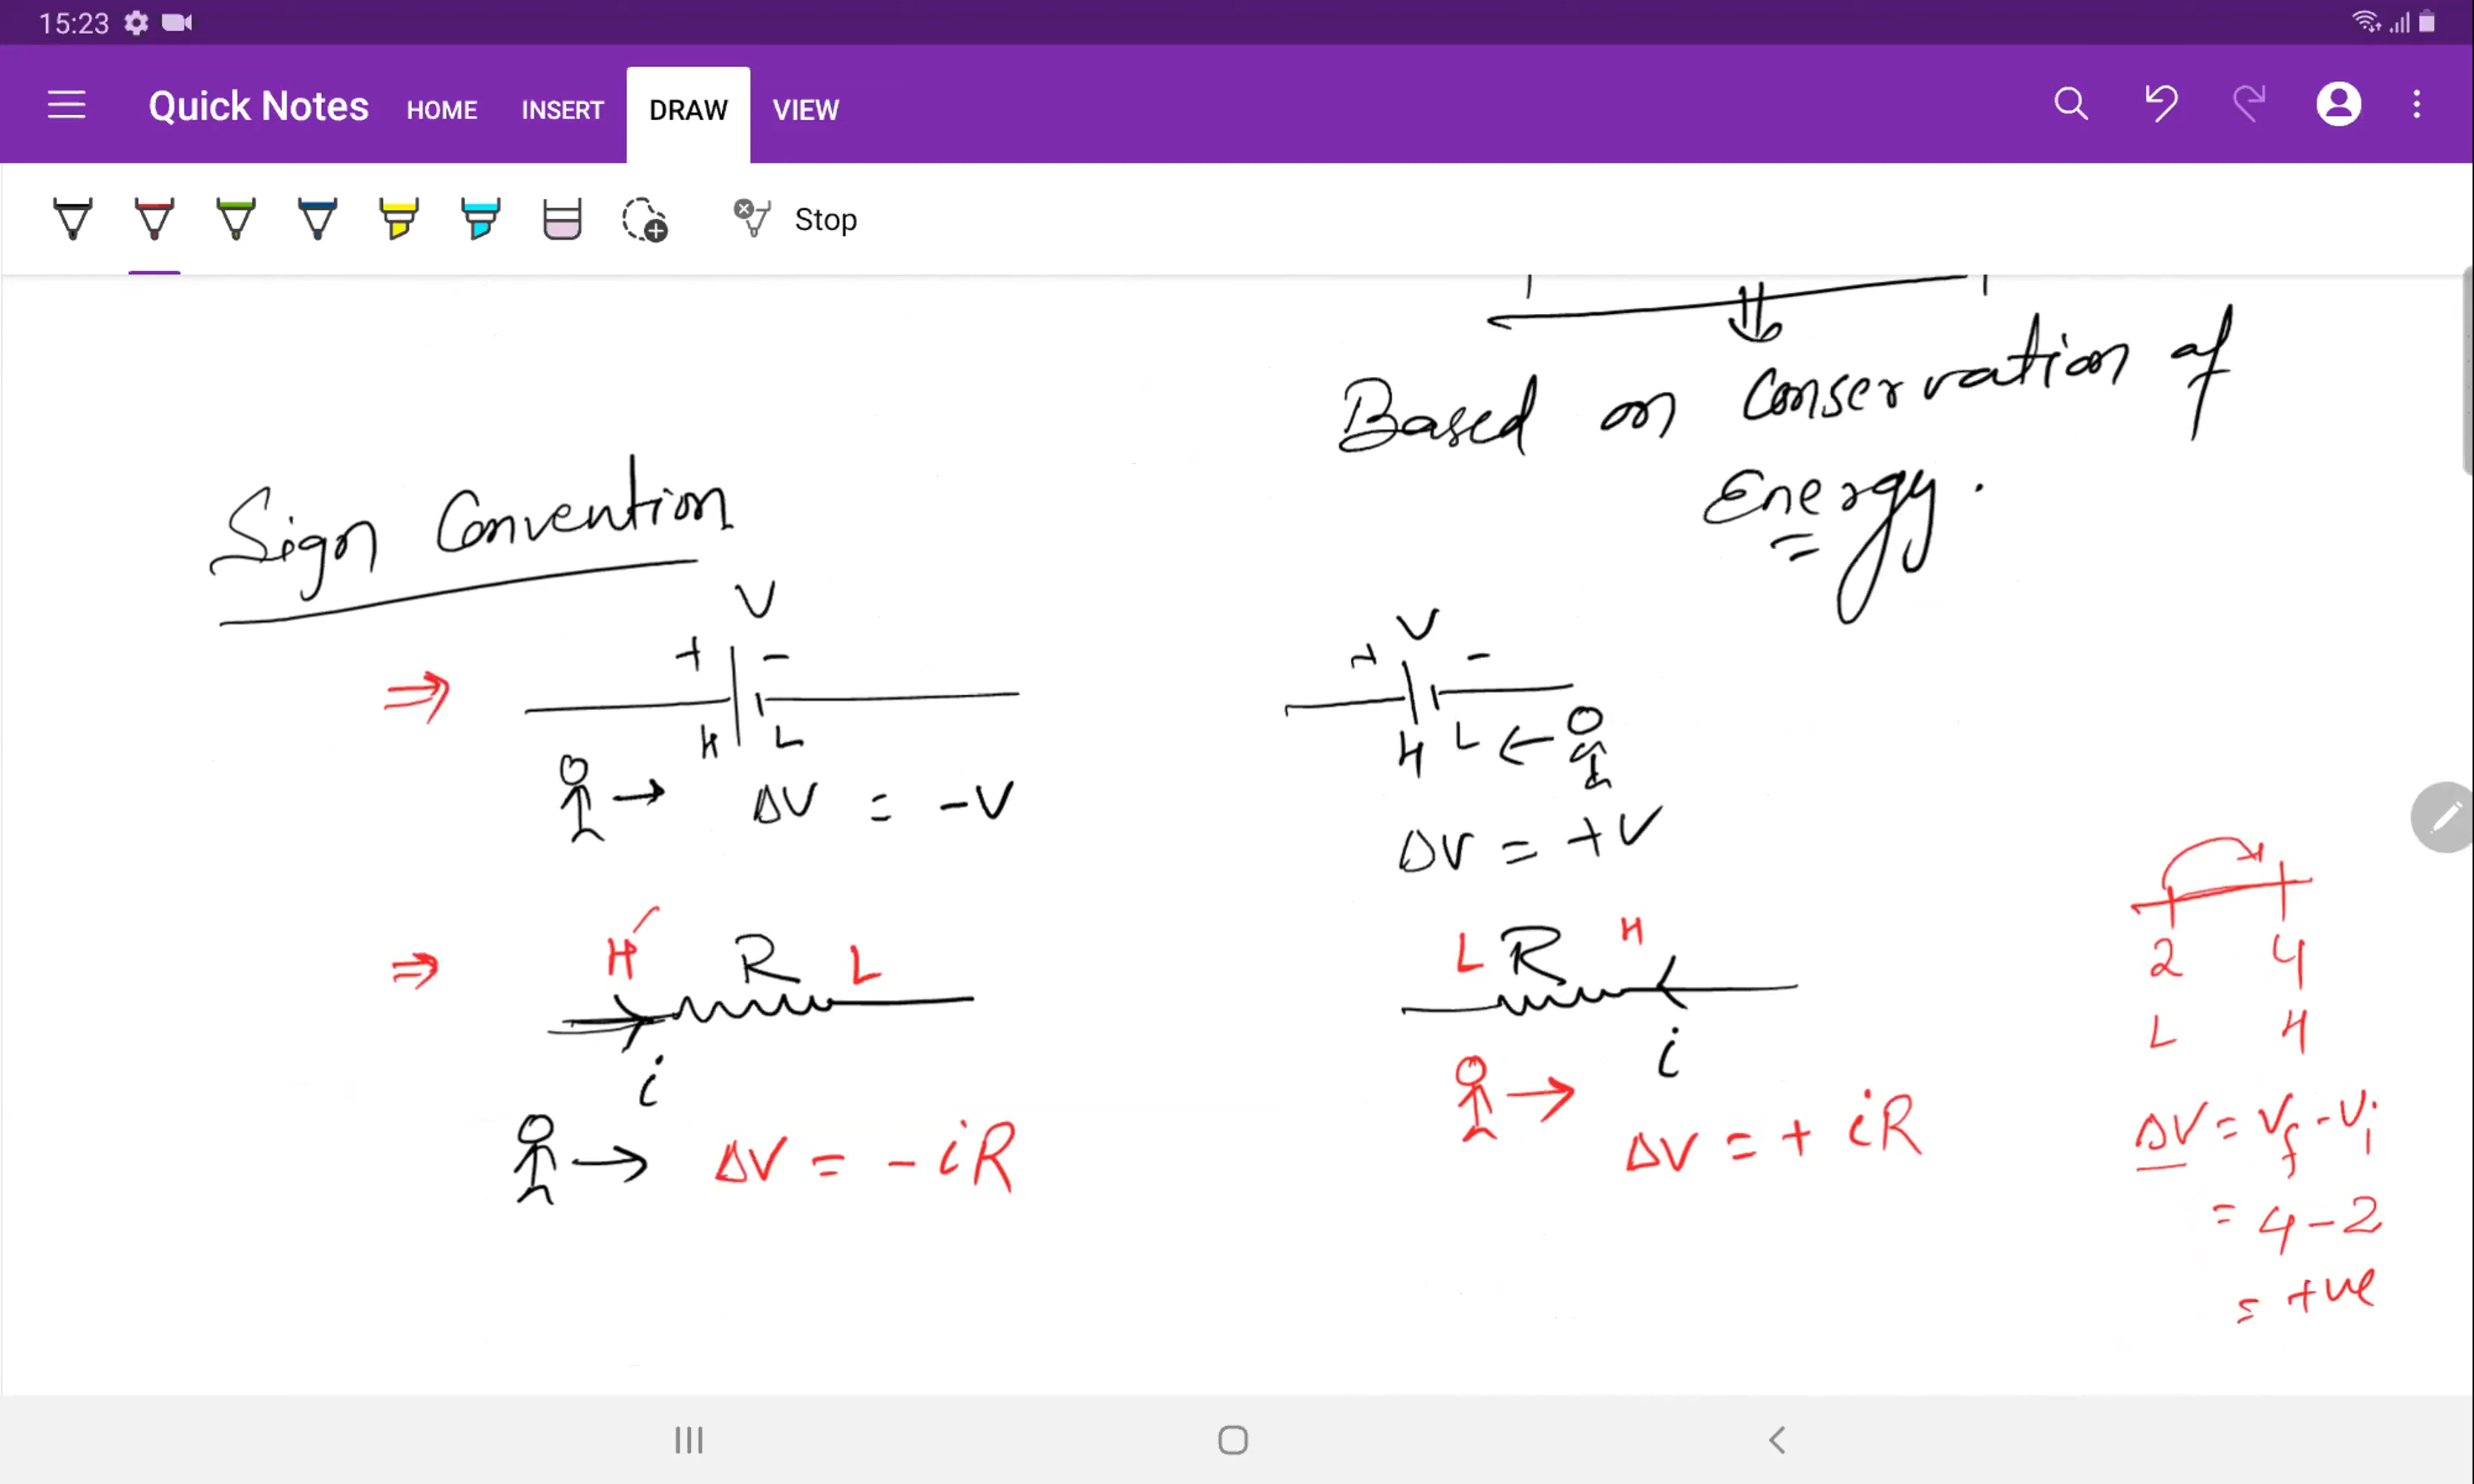 15:23
Quick Notes HOME INSERT DRAW VIEW
Stop
Based on Conservation of
Energy.
Sign Convention
V
+ -
H L
ΔV = -V
V
+ -
H L
ΔV = +V
H R L
i
ΔV = -iR
L R H
i
ΔV = + iR
2 4
L H
ΔV = Vf - Vi
= 4 - 2
= +ve